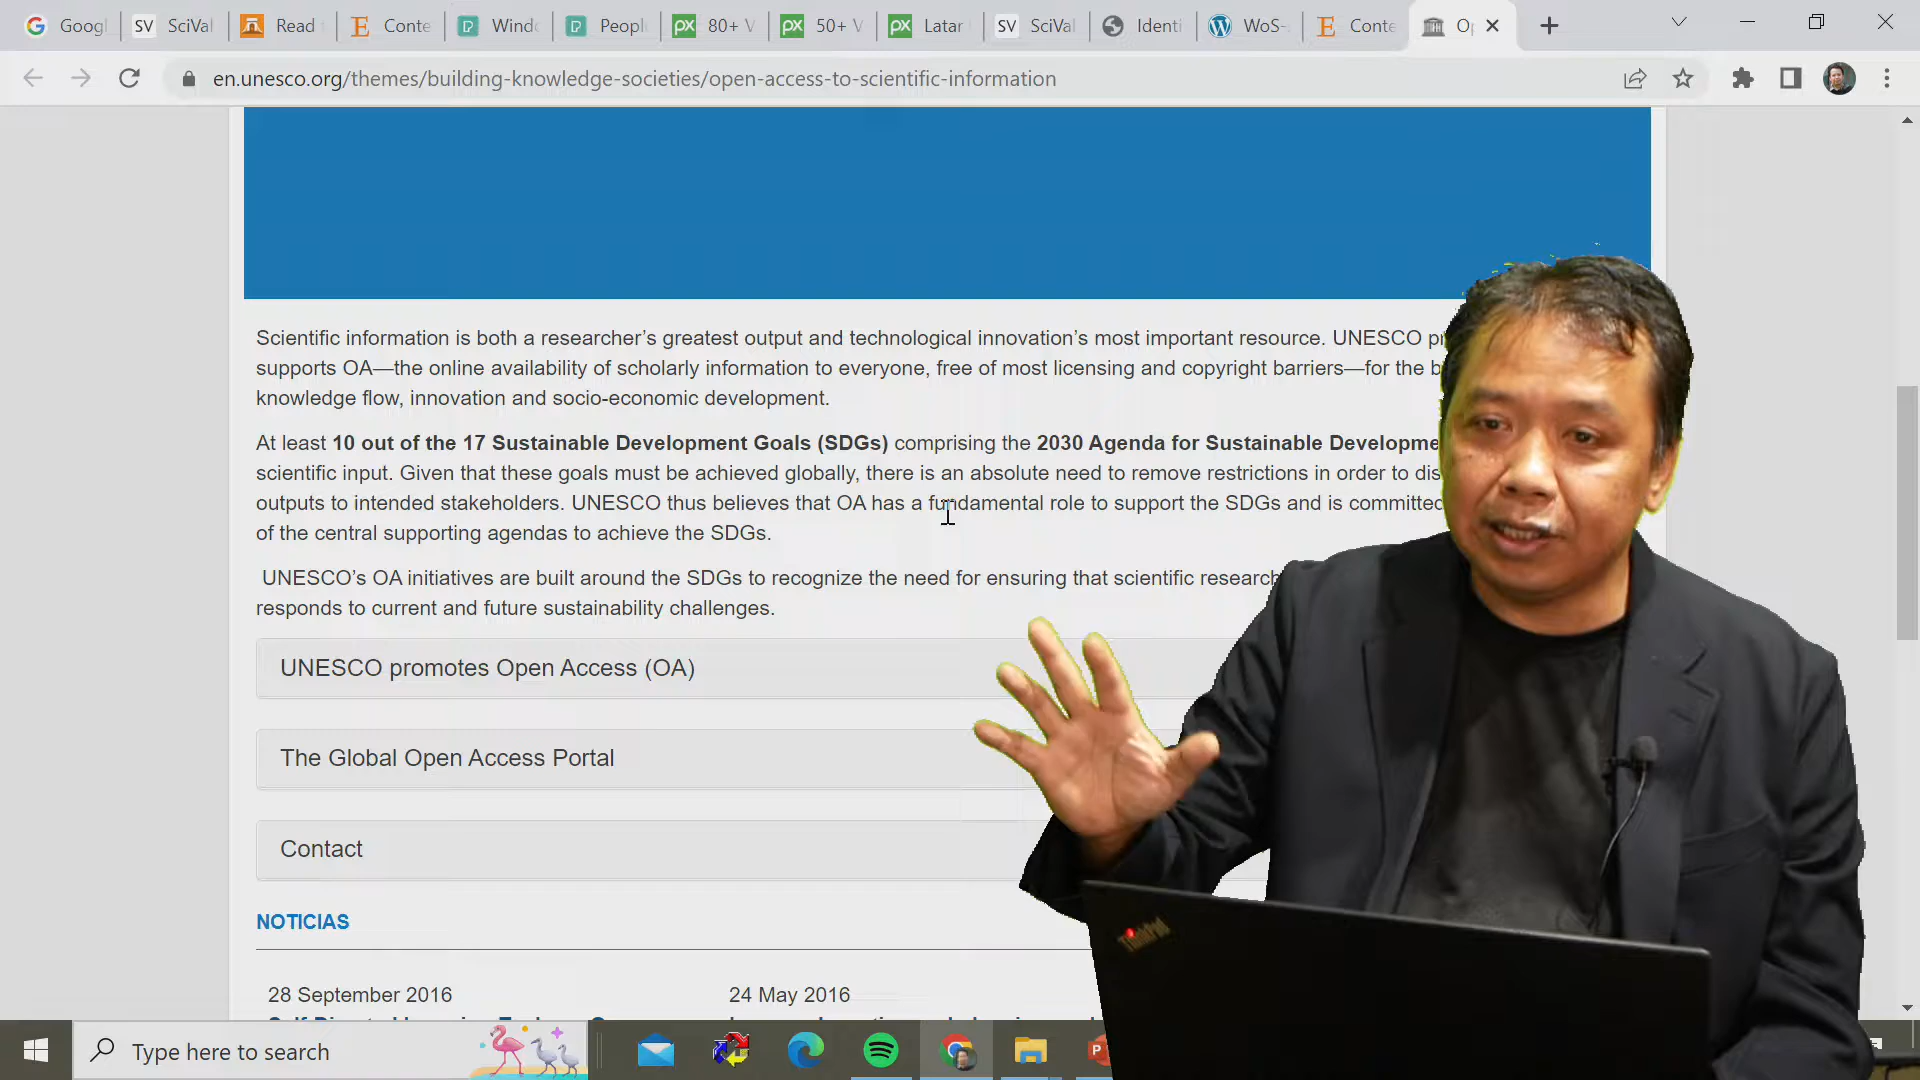 Googl
SciVal
Read
Conte
Windo
People
80+ V
50+ V
Latar
SciVal
Identi
WoS-
Conte
Op
en.unesco.org/themes/building-knowledge-societies/open-access-to-scientific-information
Scientific information is both a researcher's greatest output and technological innovation's most important resource. UNESCO
supports OA—the online availability of scholarly information to everyone, free of most licensing and copyright barriers—for the
knowledge flow, innovation and socio-economic development.
At least 10 out of the 17 Sustainable Development Goals (SDGs) comprising the 2030 Agenda for Sustainable Developme
scientific input. Given that these goals must be achieved globally, there is an absolute need to remove restrictions in order to dis
outputs to intended stakeholders. UNESCO thus believes that OA has a fundamental role to support the SDGs and is committed
of the central supporting agendas to achieve the SDGs.
UNESCO's OA initiatives are built around the SDGs to recognize the need for ensuring that scientific research
responds to current and future sustainability challenges.
UNESCO promotes Open Access (OA)
The Global Open Access Portal
Contact
NOTICIAS
28 September 2016
24 May 2016
ThinkPad
Type here to search